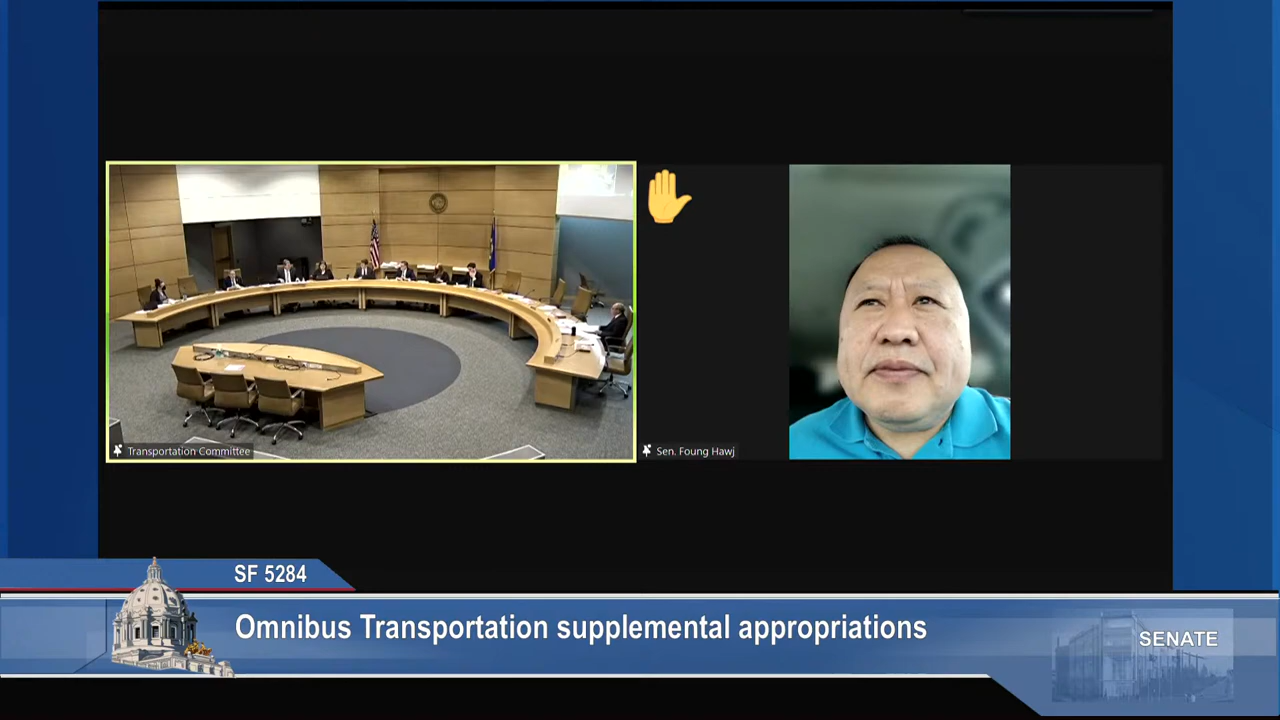 Transportation Committee
Sen. Foung Hawj
SF 5284
Omnibus Transportation supplemental appropriations
SENATE